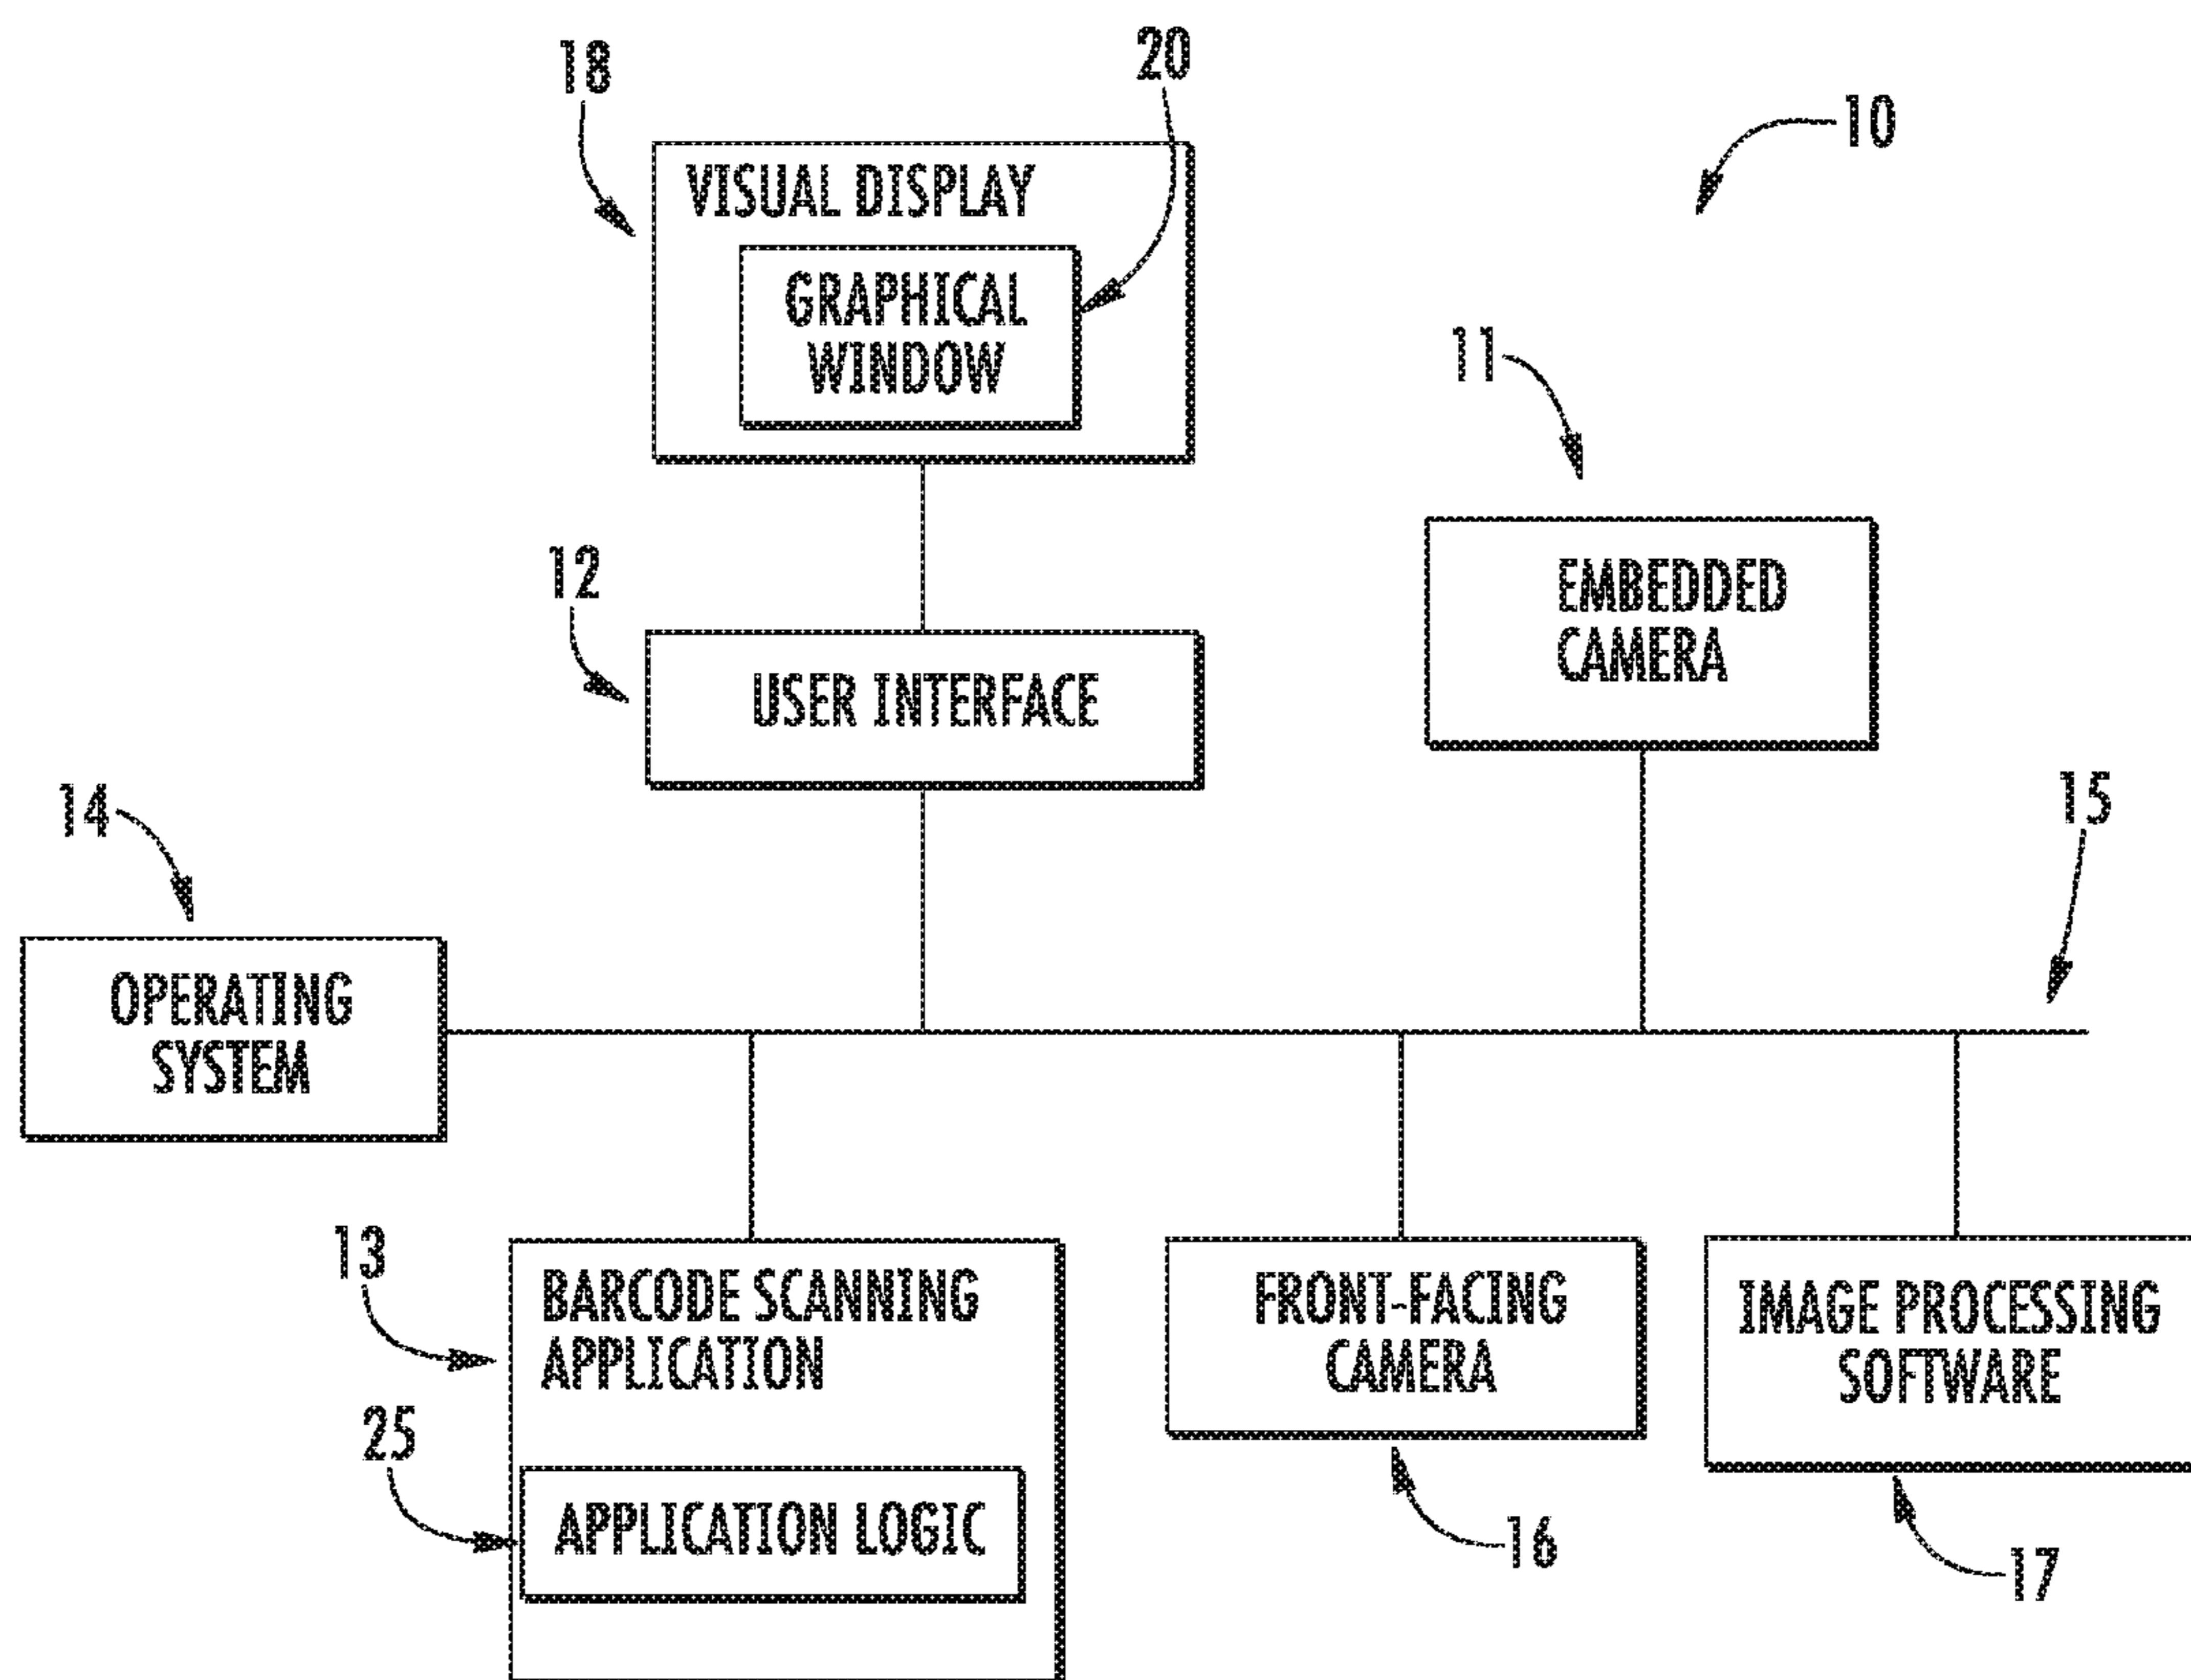 18
20
10
VISUAL DISPLAY
GRAPHICAL
WINDOW
11
12
EMBEDDED
CAMERA
USER INTERFACE
14
15
OPERATING
SYSTEM
13
BARCODE SCANNING
APPLICATION
FRONT-FACING
CAMERA
IMAGE PROCESSING
SOFTWARE
25
APPLICATION LOGIC
16
17